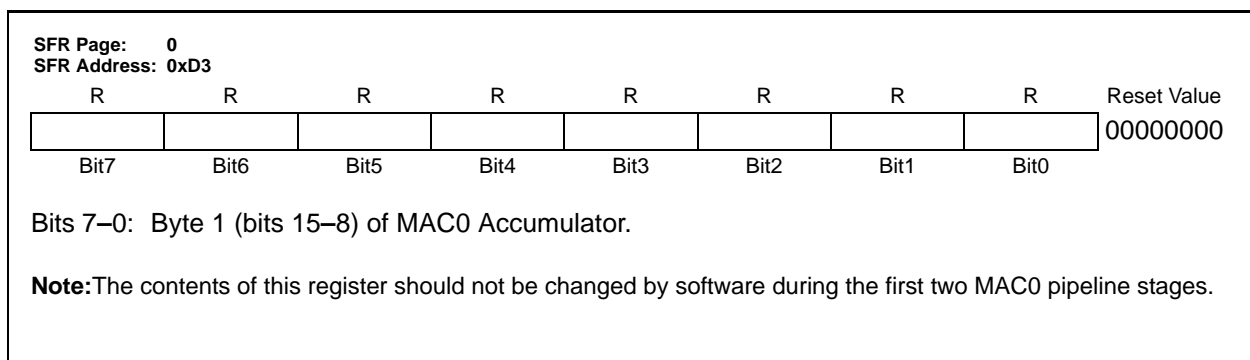 SFR Page: 0
SFR Address: 0xD3
R R R R R R R R Reset Value
00000000
Bit7 Bit6 Bit5 Bit4 Bit3 Bit2 Bit1 Bit0
Bits 7–0: Byte 1 (bits 15–8) of MAC0 Accumulator.
Note:The contents of this register should not be changed by software during the first two MAC0 pipeline stages.